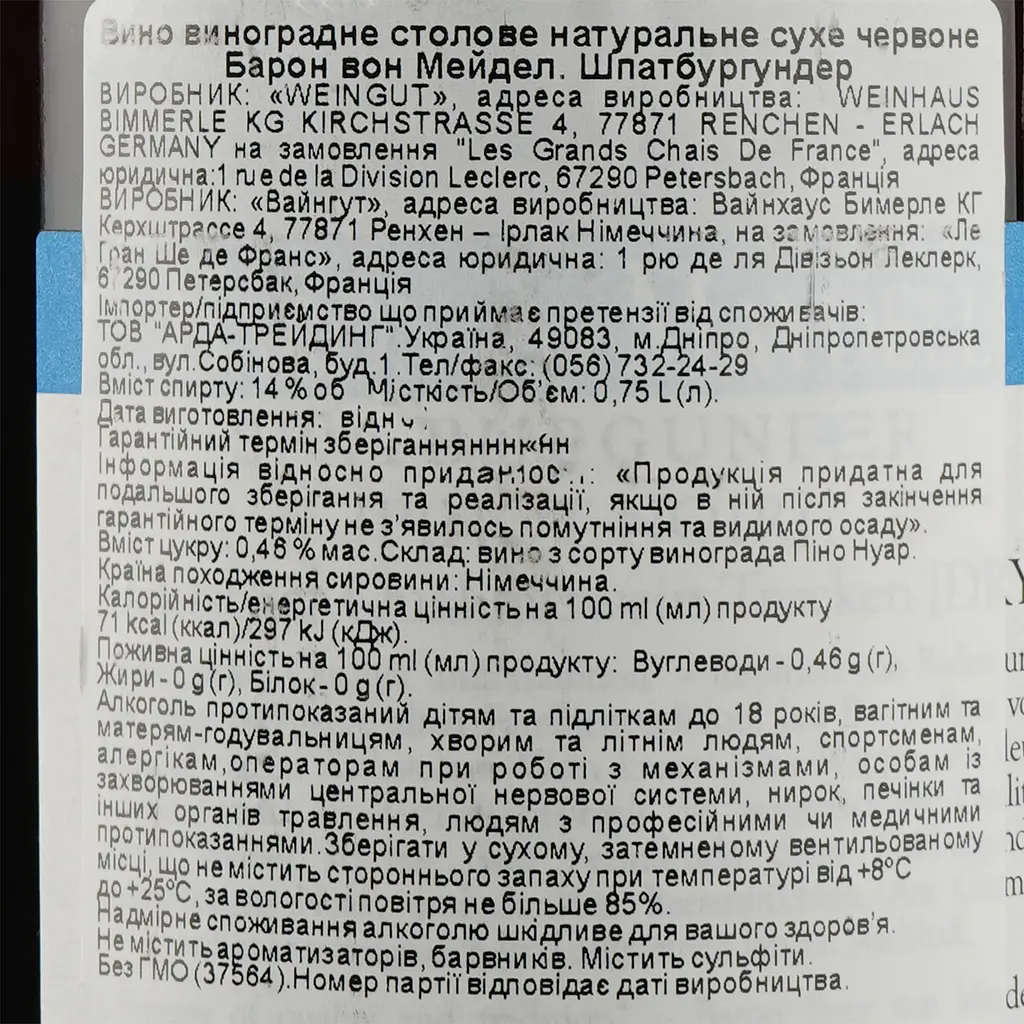 Вино виноградне столове натуральне сухе червоне
Барон вон Мейдел. Шпатбургундер
ВИРОБНИК: «WEINGUT», адреса виробництва: WEINHAUS
BIMMERLE KG KIRCHSTRASSE 4, 77871 RENCHEN - ERLACH
GERMANY на замовлення "Les Grands Chais De France", адреса
юридична:1 rue de la Division Leclerc, 67290 Petersbach, Франція
ВИРОБНИК: «Вайнгут», адреса виробництва: Вайнхаус Бимерле КГ
Керхштрассе 4, 77871 Ренхен – Ірлак Німеччина, на замовлення: «Ле
Гран Ше де Франс», адреса юридична: 1 рю де ля Дівізьон Леклерк,
6 290 Петерсбак, Франція
Імпортер/підприємство що приймає претензії від споживачів:
ТОВ "АРДА-ТРЕЙДИНГ".Україна, 49083, м.Дніпро, Дніпропетровська
обл., вул.Собінова, буд.1.Тел/факс: (056) 732-24-29
Вміст спирту: 14 % об Місткість/Об'єм: 0,75 L (л).
Дата виготовлення:
Гарантійний термін зберігання
Інформація відносно : «Продукція придатна для
подальшого зберігання та реалізації, якщо в ній після закінчення
гарантійного терміну не з'явилось помутніння та видимого осаду».
Вміст цукру: 0,46 % мас.Склад: вино з сорту винограда Піно Нуар.
Країна походження сировини: Німеччина.
Калорійність/енергетична цінність на 100 ml (мл) продукту
71 kcal (ккал)/297 kJ (кДж).
Поживна цінність на 100 ml (мл) продукту: Вуглеводи - 0,46 g (г),
Жири - 0 g (г), Білок- 0 g (г).
Алкоголь протипоказаний дітям та підліткам до 18 років, вагітним та
матерям-годувальницям, хворим та літнім людям, спортсменам,
алергікам,операторам при роботі з механізмами, особам із
захворюваннями центральної нервової системи, нирок, печінки та
інших органів травлення, людям з професійними чи медичними
протипоказаннями.Зберігати у сухому, затемненому вентильованому
місці, що не містить стороннього запаху при температурі від +8°C
до +25°C, за вологості повітря не більше 85%.
Надмірне споживання алкоголю шкідливе для вашого здоров'я.
Не містить ароматизаторів, барвників. Містить сульфіти.
Без ГМО (37564).Номер партії відповідає даті виробництва.